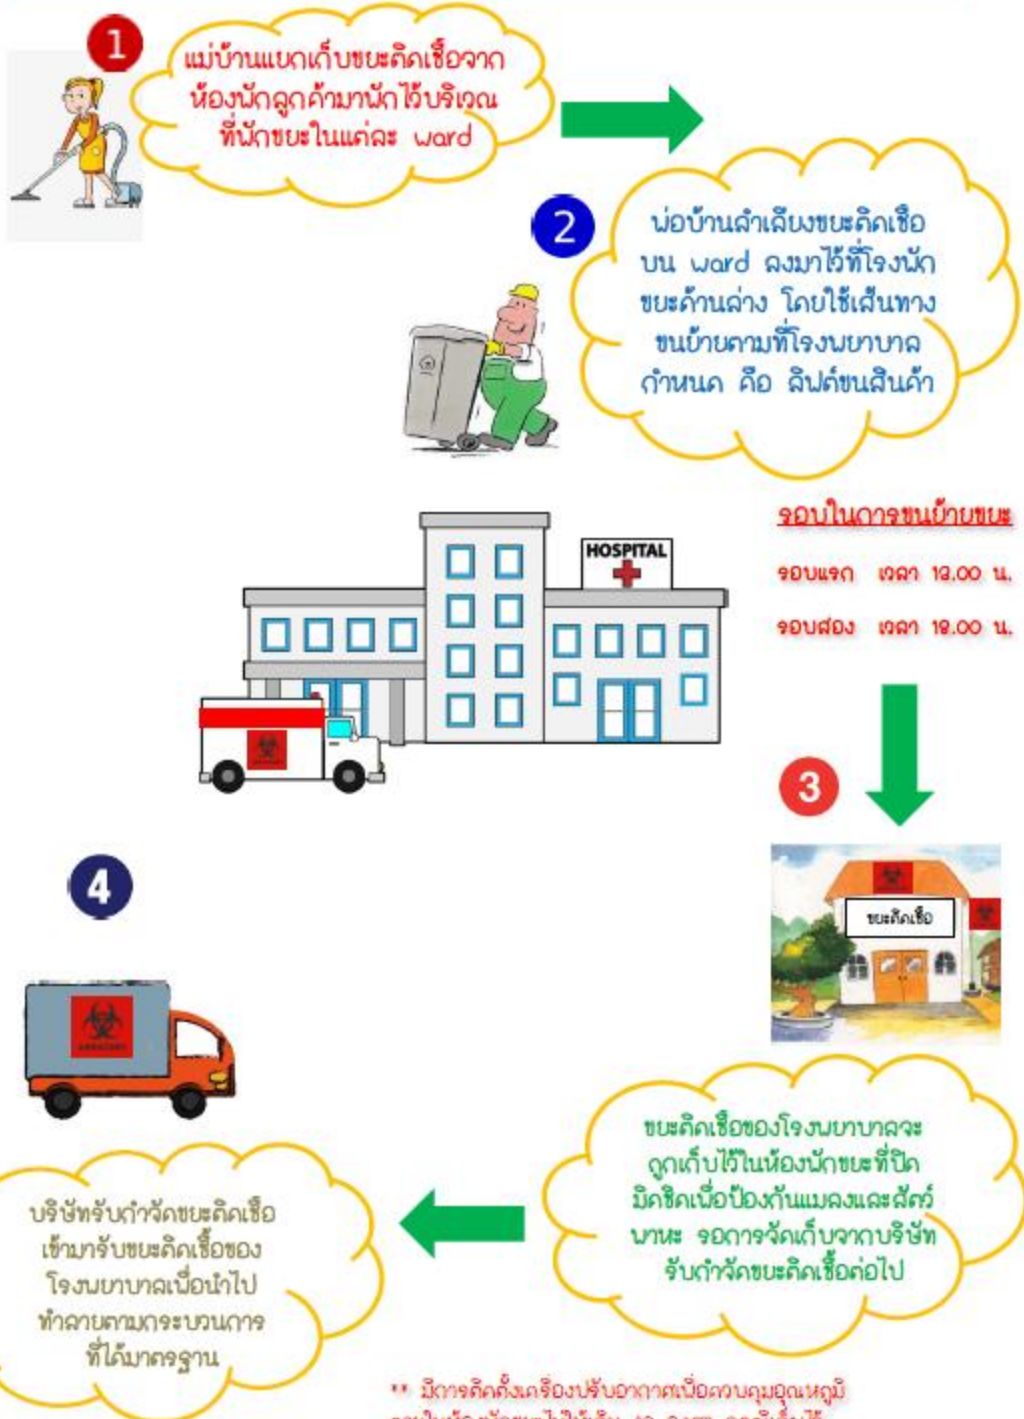 1
แม่บ้านแยกเก็บขยะติดเชื้อจาก
ห้องพักลูกค้ามาพักไว้บริเวณ
ที่พักขยะในแต่ละ ward
2
พ่อบ้านลำเลียงขยะติดเชื้อ
บน ward ลงมาไว้ที่โรงพัก
ขยะด้านล่าง โดยใช้เส้นทาง
ขนย้ายตามที่โรงพยาบาล
กำหนด คือ ลิฟต์ขนสินค้า
HOSPITAL
รอบในการขนย้ายขยะ
รอบแรก เวลา 13.00 น.
รอบสอง เวลา 18.00 น.
3
ขยะติดเชื้อ
ขยะติดเชื้อของโรงพยาบาลจะ
ถูกเก็บไว้ในห้องพักขยะที่ปิด
มิดชิดเพื่อป้องกันแมลงและสัตว์
พาหะ รอการจัดเก็บจากบริษัท
รับกำจัดขยะติดเชื้อต่อไป
4
บริษัทรับกำจัดขยะติดเชื้อ
เข้ามารับขยะติดเชื้อของ
โรงพยาบาลเพื่อนำไป
ทำลายตามกระบวนการ
ที่ได้มาตรฐาน
** มีการติดตั้งเครื่องปรับอากาศเพื่อควบคุมอุณหภูมิ